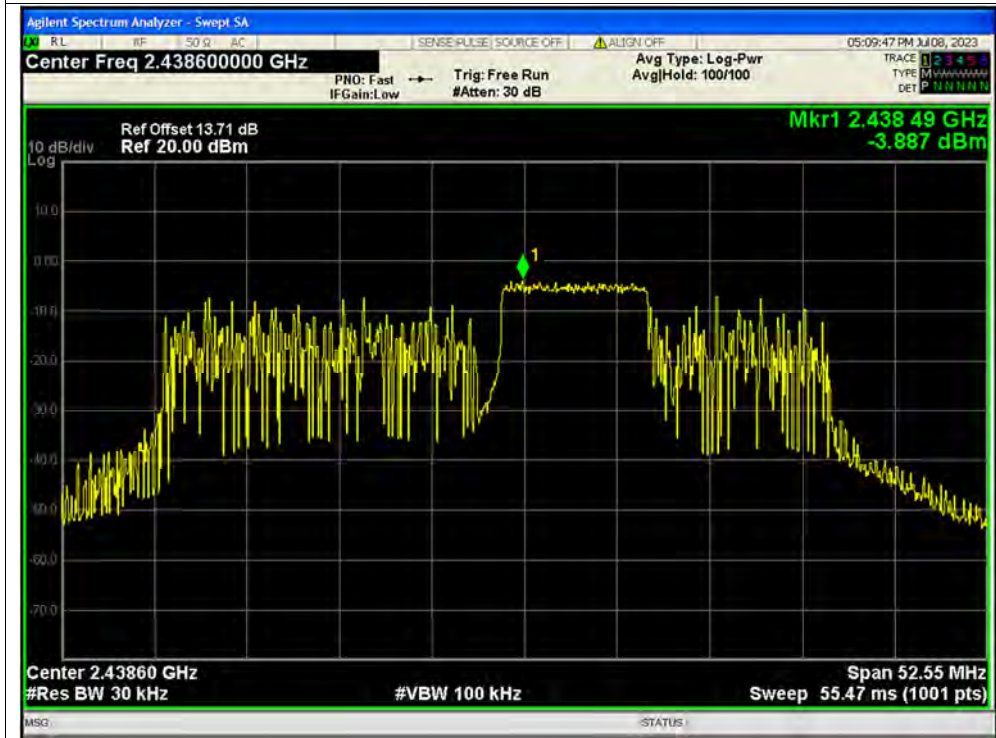 Agilent Spectrum Analyzer - Swept SA
RL RF 50 Ω AC SENSE:PULSE SOURCE OFF ALIGN OFF 05:09:47 PM Jul 08, 2023
Center Freq 2.438600000 GHz
PNO: Fast
IFGain:Low
Trig: Free Run
#Atten: 30 dB
Avg Type: Log-Pwr
Avg|Hold: 100/100
TRACE 1 2 3 4 5 6
TYPE M
DET P N N N N N
Mkr1 2.438 49 GHz
-3.887 dBm
Ref Offset 13.71 dB
10 dB/div Ref 20.00 dBm
Log
10.0
0.00
1
-10.0
-20.0
-30.0
-40.0
-50.0
-60.0
-70.0
Center 2.43860 GHz Span 52.55 MHz
#Res BW 30 kHz #VBW 100 kHz Sweep 55.47 ms (1001 pts)
MSG STATUS